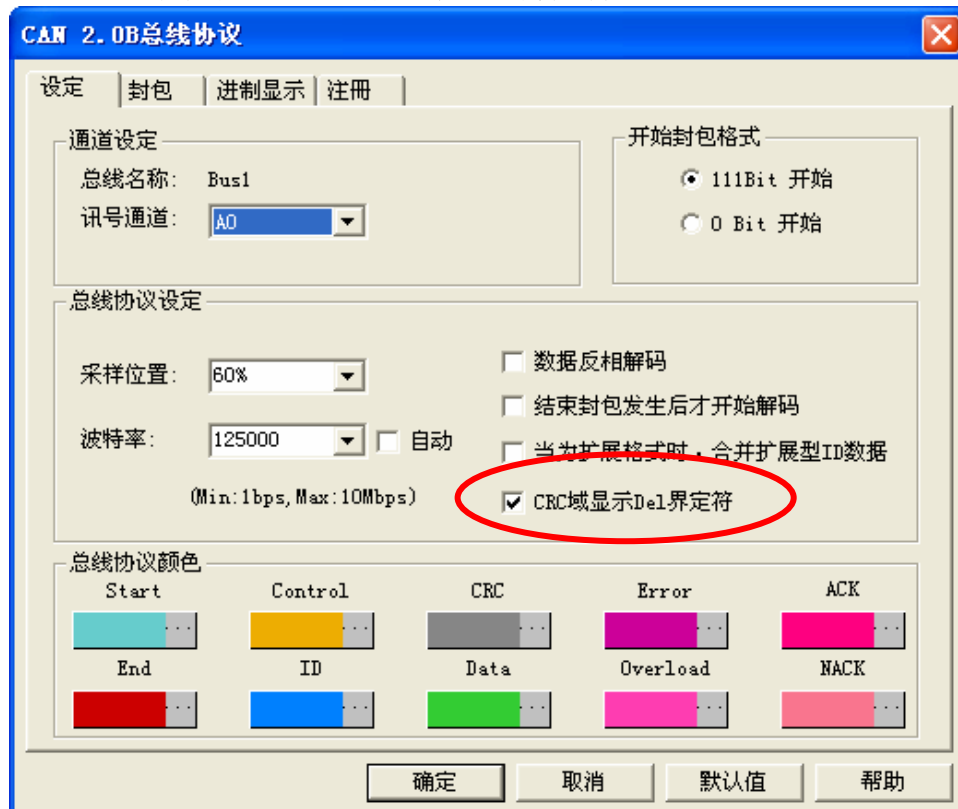 CAN 2.0B总线协议
设定 封包 进制显示 注册
通道设定
总线名称: Bus1
讯号通道: A0
开始封包格式
111Bit 开始
0 Bit 开始
总线协议设定
采样位置: 60%
波特率: 125000 自动
(Min:1bps,Max:10Mbps)
数据反相解码
结束封包发生后才开始解码
当为扩展格式时,合并扩展型ID数据
CRC域显示Del界定符
总线协议颜色
Start Control CRC Error ACK
... ... ... ... ...
End ID Data Overload NACK
... ... ... ... ...
确定 取消 默认值 帮助